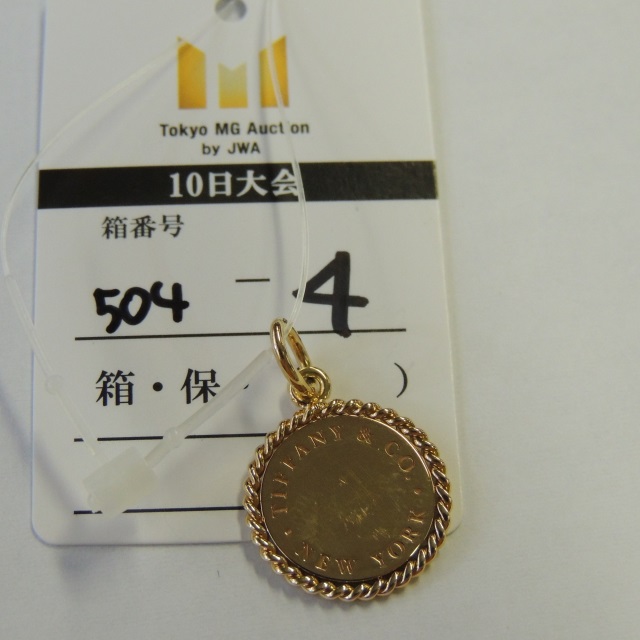 Tokyo MG Auction
by JWA
10日大会
箱番号
504 - 4
箱・保・ )
TIFFANY & CO.
NEW YORK